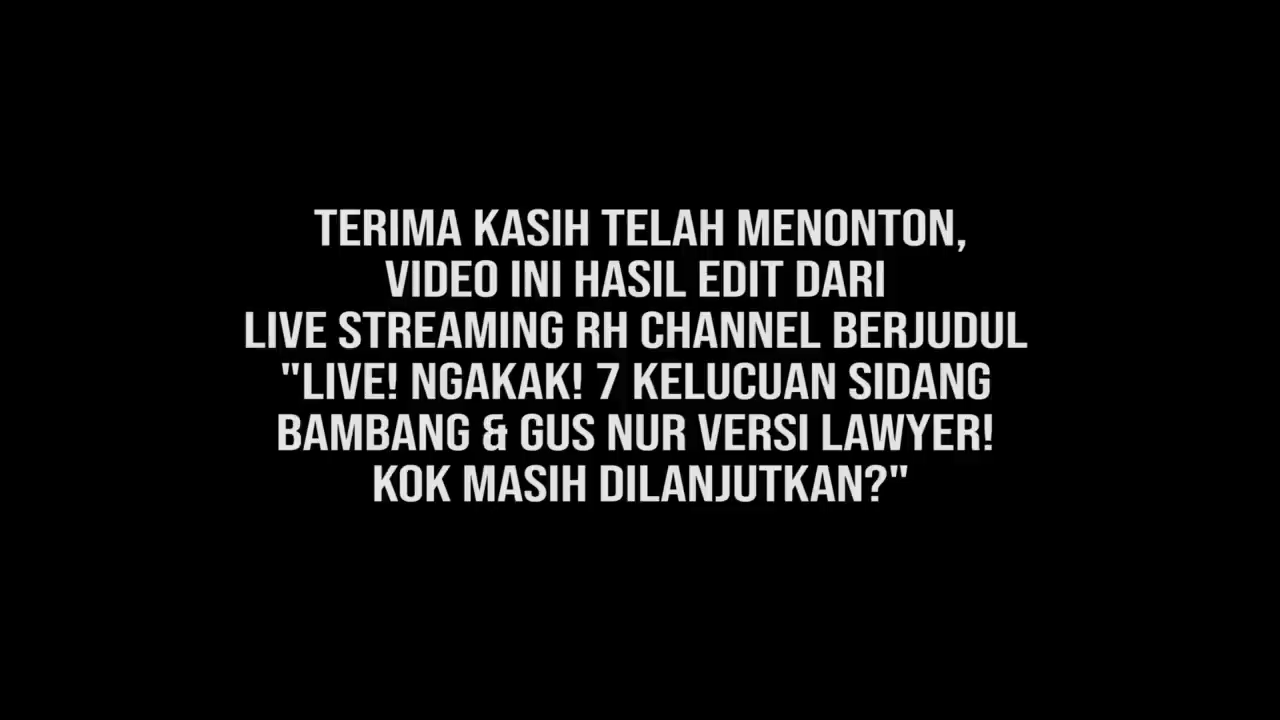 TERIMA KASIH TELAH MENONTON,
VIDEO INI HASIL EDIT DARI
LIVE STREAMING RH CHANNEL BERJUDUL
"LIVE! NGAKAK! 7 KELUCUAN SIDANG
BAMBANG & GUS NUR VERSI LAWYER!
KOK MASIH DILANJUTKAN?"